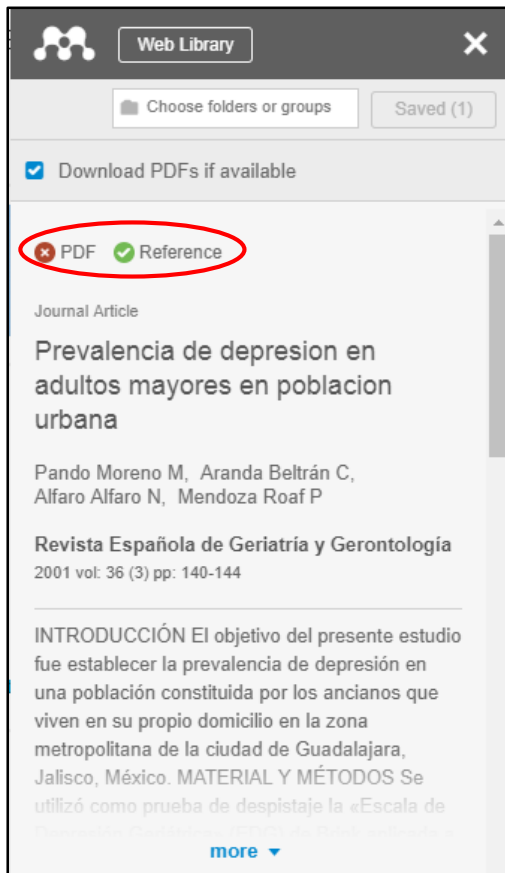 Web Library
Choose folders or groups
Saved (1)
Download PDFs if available
PDF Reference
Journal Article
Prevalencia de depresion en
adultos mayores en poblacion
urbana
Pando Moreno M, Aranda Beltrán C,
Alfaro Alfaro N, Mendoza Roaf P
Revista Española de Geriatría y Gerontología
2001 vol: 36 (3) pp: 140-144
INTRODUCCIÓN El objetivo del presente estudio
fue establecer la prevalencia de depresión en
una población constituida por los ancianos que
viven en su propio domicilio en la zona
metropolitana de la ciudad de Guadalajara,
Jalisco, México. MATERIAL Y MÉTODOS Se
utilizó como prueba de despistaje la «Escala de
more